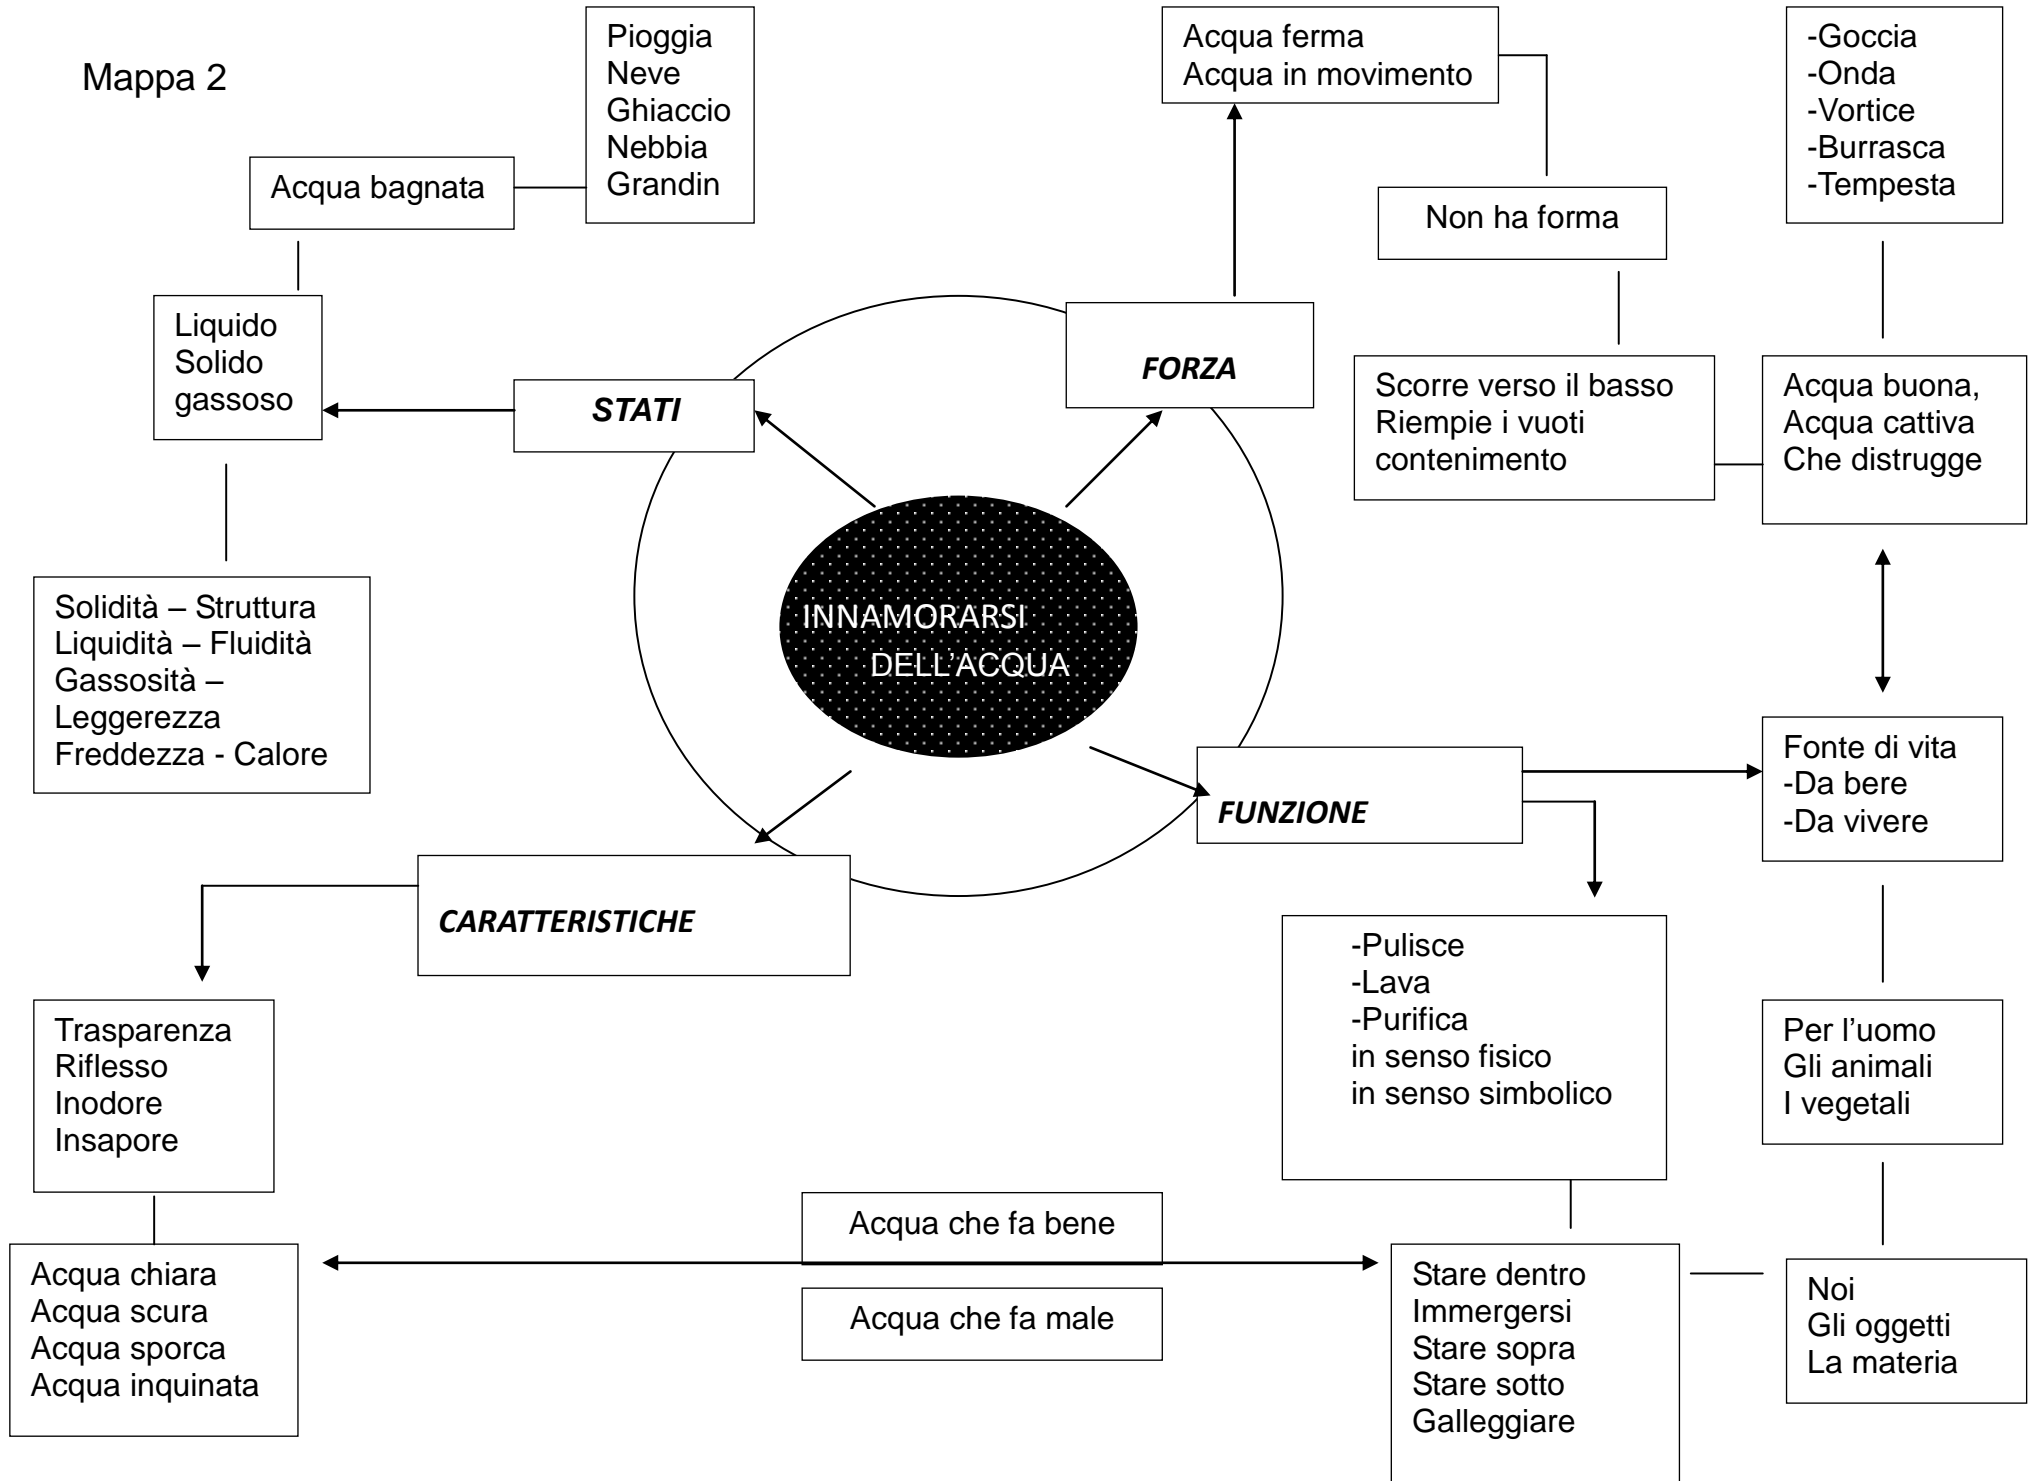 Mappa 2
Pioggia
Neve
Ghiaccio
Nebbia
Grandin
Acqua bagnata
Liquido
Solido
gassoso
Solidità – Struttura
Liquidità – Fluidità
Gassosità –
Leggerezza
Freddezza - Calore
STATI
Acqua ferma
Acqua in movimento
Non ha forma
FORZA
Scorre verso il basso
Riempie i vuoti
contenimento
-Goccia
-Onda
-Vortice
-Burrasca
-Tempesta
Acqua buona,
Acqua cattiva
Che distrugge
INNAMORARSI
DELL'ACQUA
FUNZIONE
Fonte di vita
-Da bere
-Da vivere
CARATTERISTICHE
Trasparenza
Riflesso
Inodore
Insapore
-Pulisce
-Lava
-Purifica
in senso fisico
in senso simbolico
Per l’uomo
Gli animali
I vegetali
Acqua chiara
Acqua scura
Acqua sporca
Acqua inquinata
Acqua che fa bene
Acqua che fa male
Stare dentro
Immergersi
Stare sopra
Stare sotto
Galleggiare
Noi
Gli oggetti
La materia